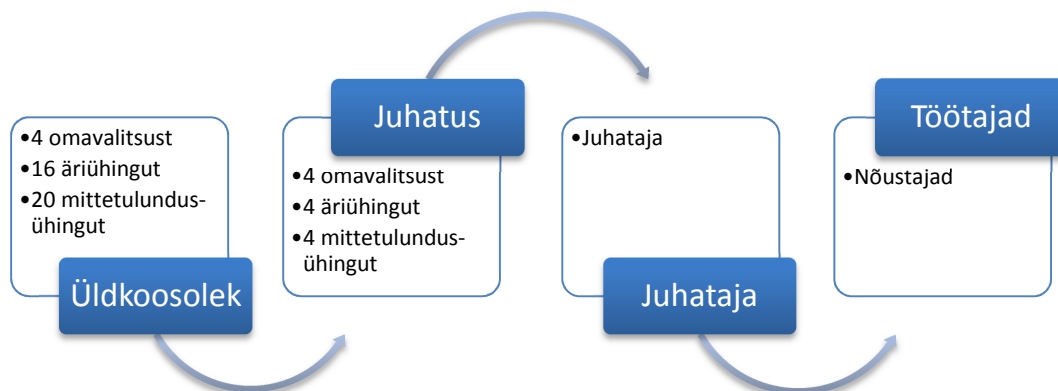 •4 omavalitsust
•16 äriühingut
•20 mittetulundus-
ühingut
Üldkoosolek
Juhatus
•4 omavalitsust
•4 äriühingut
•4 mittetulundus-
ühingut
•Juhataja
Juhataja
Töötajad
•Nõustajad